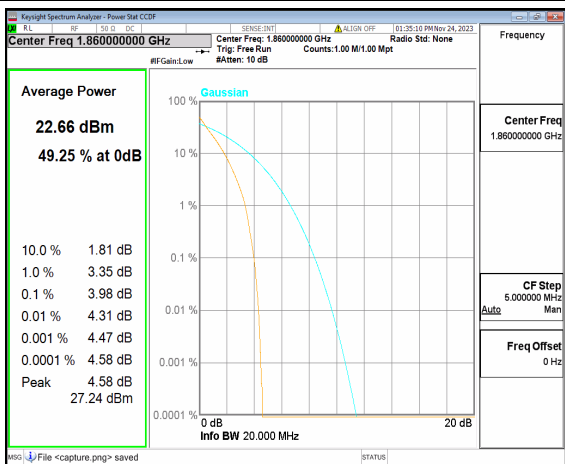 Keysight Spectrum Analyzer - Power Stat CCDF
RL RF 50 Ω DC SENSE:INT ALIGN OFF 01:35:10 PM Nov 24, 2023
Center Freq 1.860000000 GHz
Center Freq: 1.860000000 GHz Radio Std: None
Trig: Free Run Counts:1.00 M/1.00 Mpt
#IFGain:Low #Atten: 10 dB
Frequency
Average Power
22.66 dBm
49.25 % at 0dB
10.0 % 1.81 dB
1.0 % 3.35 dB
0.1 % 3.98 dB
0.01 % 4.31 dB
0.001 % 4.47 dB
0.0001 % 4.58 dB
Peak 4.58 dB
27.24 dBm
Gaussian
100 %
10 %
1 %
0.1 %
0.01 %
0.001 %
0.0001 %
0 dB 20 dB
Info BW 20.000 MHz
Center Freq
1.860000000 GHz
CF Step
5.000000 MHz
Auto Man
Freq Offset
0 Hz
MSG File <capture.png> saved STATUS